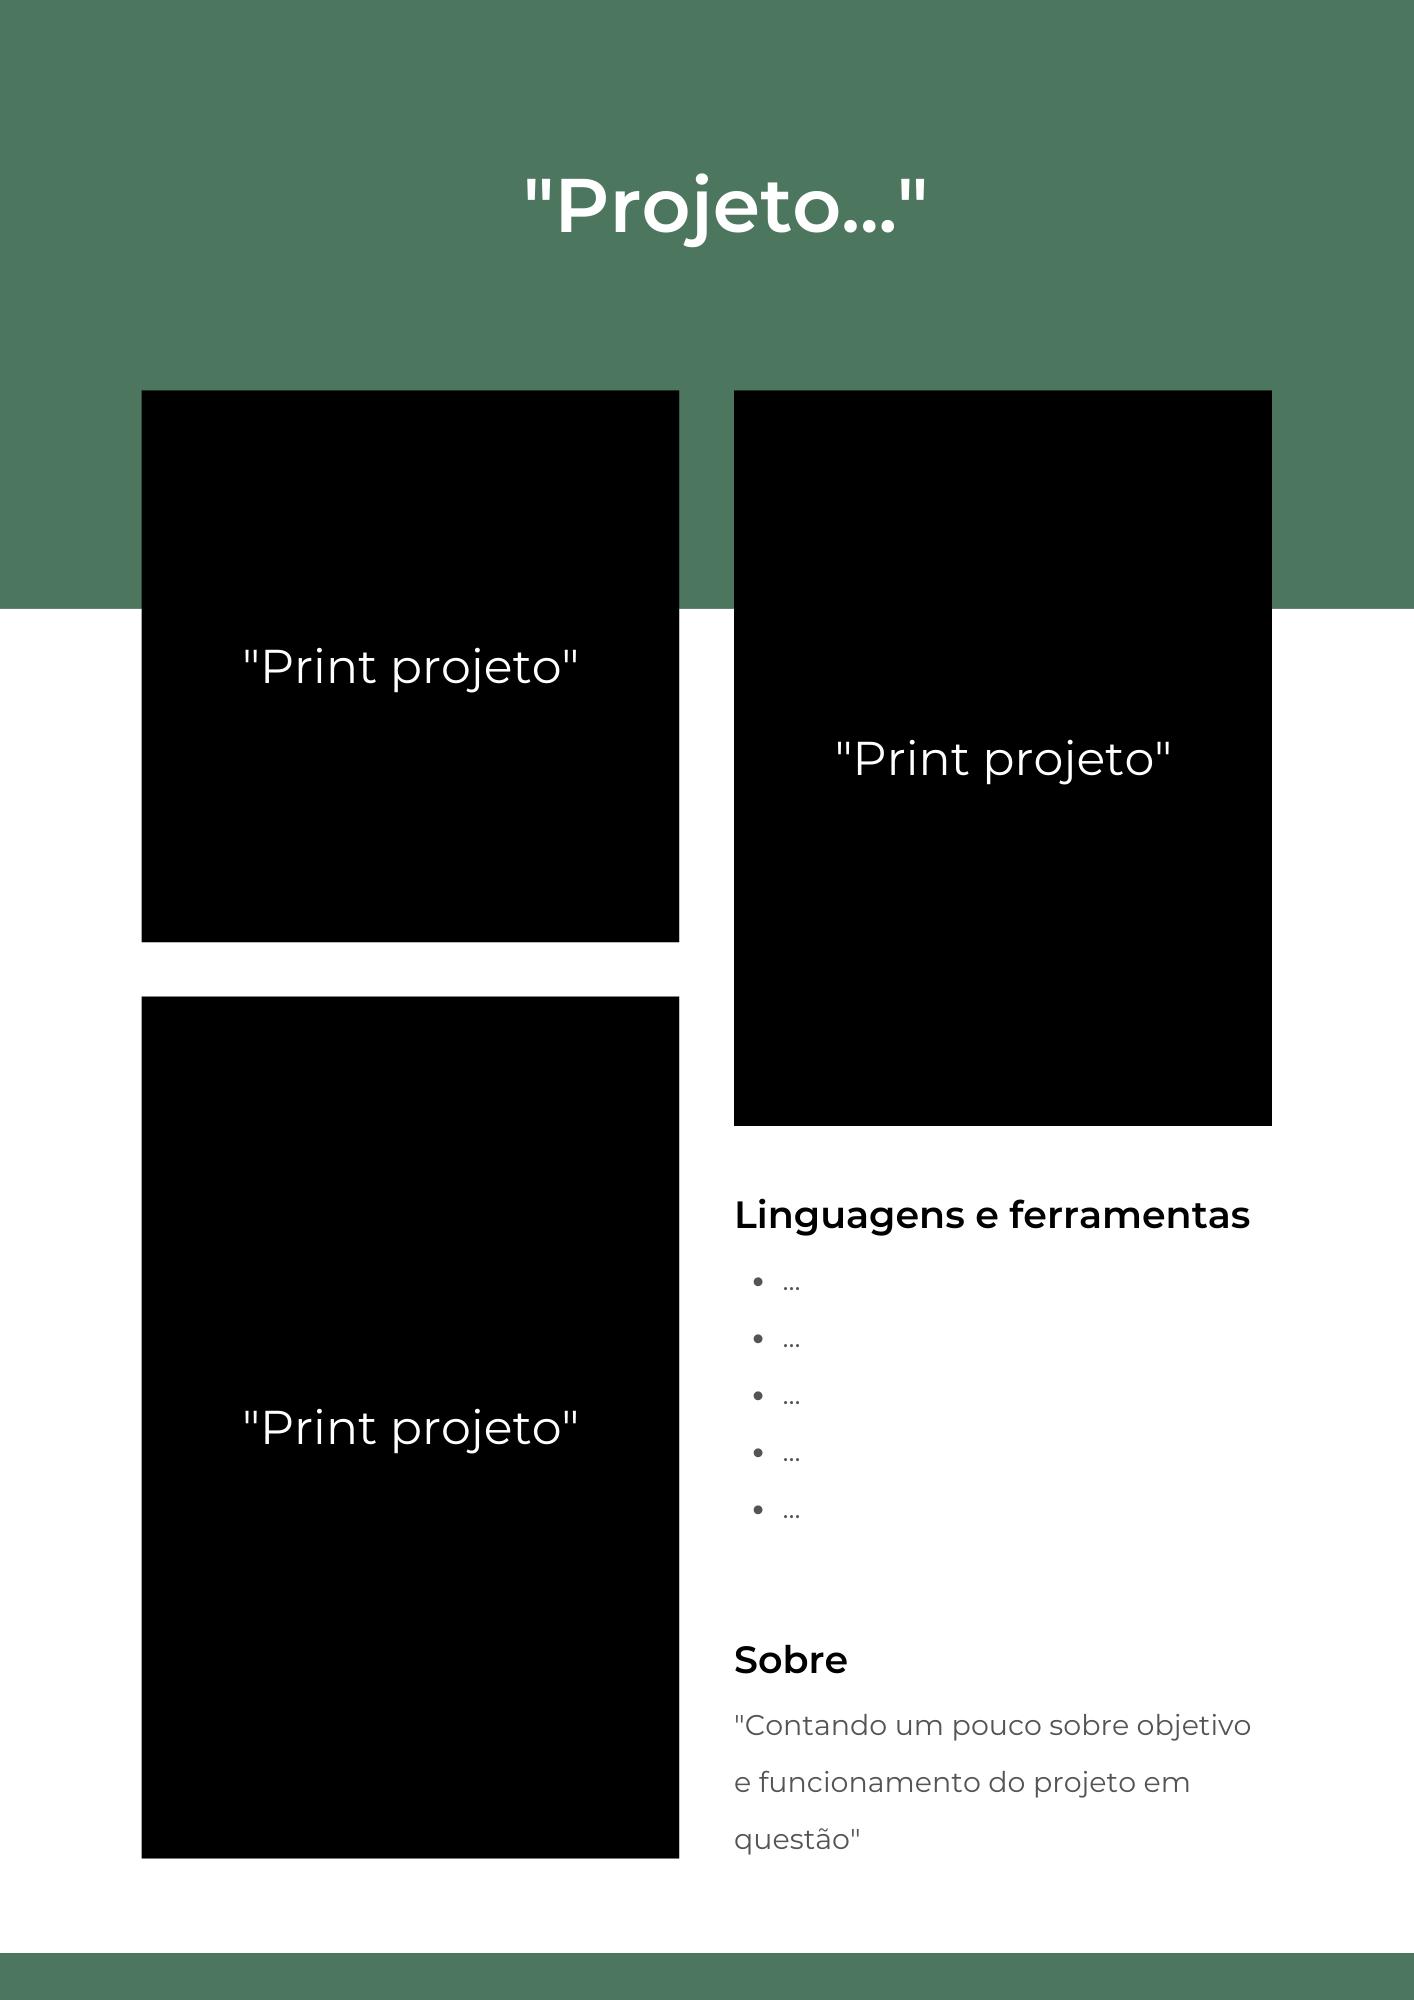 "Projeto..."
"Print projeto"
"Print projeto"
"Print projeto"
Linguagens e ferramentas
• ...
• ...
• ...
• ...
• ...
Sobre
"Contando um pouco sobre objetivo
e funcionamento do projeto em
questão"